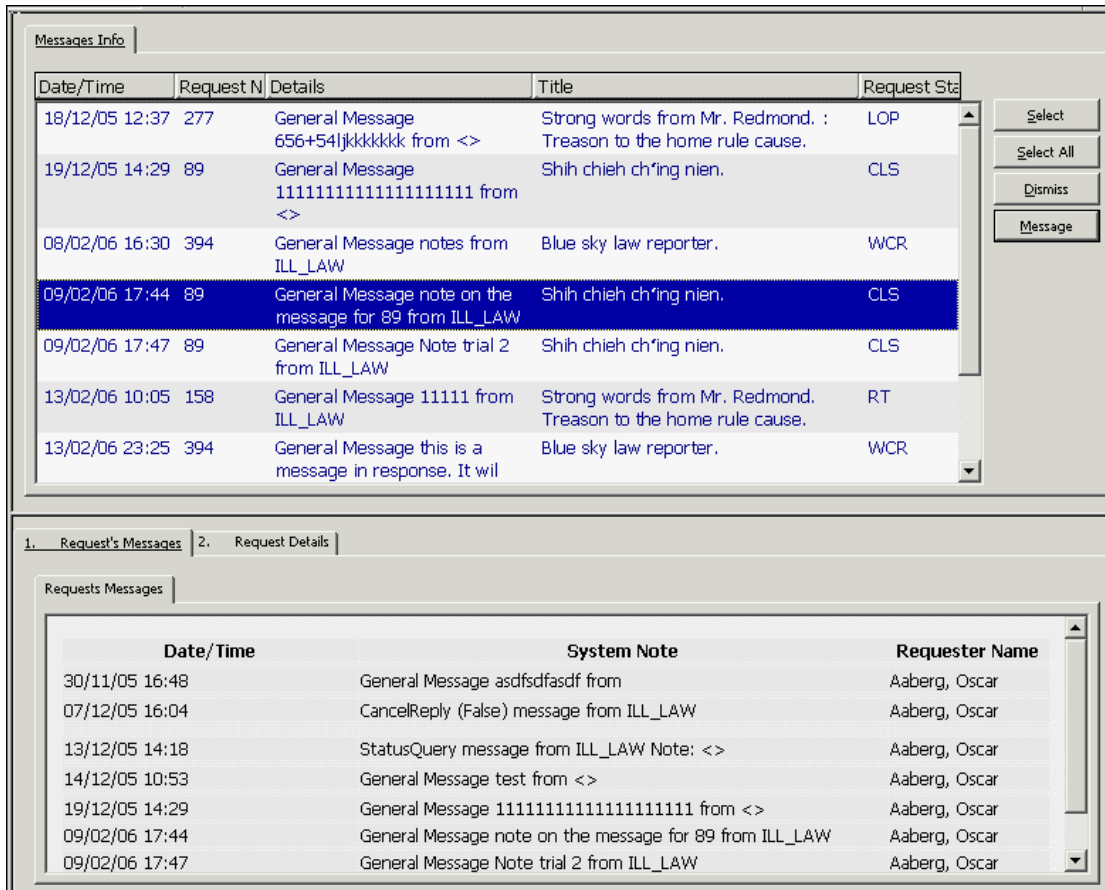 Messages Info
Date/Time Request N Details Title Request Sta
18/12/05 12:37 277 General Message Strong words from Mr. Redmond. : LOP
656+54ljkkkkkkk from <> Treason to the home rule cause.
19/12/05 14:29 89 General Message Shih chieh chʻing nien. CLS
11111111111111111111 from
<>
08/02/06 16:30 394 General Message notes from Blue sky law reporter. WCR
ILL_LAW
09/02/06 17:44 89 General Message note on the Shih chieh chʻing nien. CLS
message for 89 from ILL_LAW
09/02/06 17:47 89 General Message Note trial 2 Shih chieh chʻing nien. CLS
from ILL_LAW
13/02/06 10:05 158 General Message 11111 from Strong words from Mr. Redmond. RT
ILL_LAW Treason to the home rule cause.
13/02/06 23:25 394 General Message this is a Blue sky law reporter. WCR
message in response. It wil
Select
Select All
Dismiss
Message
1. Request's Messages 2. Request Details
Requests Messages
Date/Time System Note Requester Name
30/11/05 16:48 General Message asdfsdfasdf from Aaberg, Oscar
07/12/05 16:04 CancelReply (False) message from ILL_LAW Aaberg, Oscar
13/12/05 14:18 StatusQuery message from ILL_LAW Note: <> Aaberg, Oscar
14/12/05 10:53 General Message test from <> Aaberg, Oscar
19/12/05 14:29 General Message 11111111111111111111 from <> Aaberg, Oscar
09/02/06 17:44 General Message note on the message for 89 from ILL_LAW Aaberg, Oscar
09/02/06 17:47 General Message Note trial 2 from ILL_LAW Aaberg, Oscar